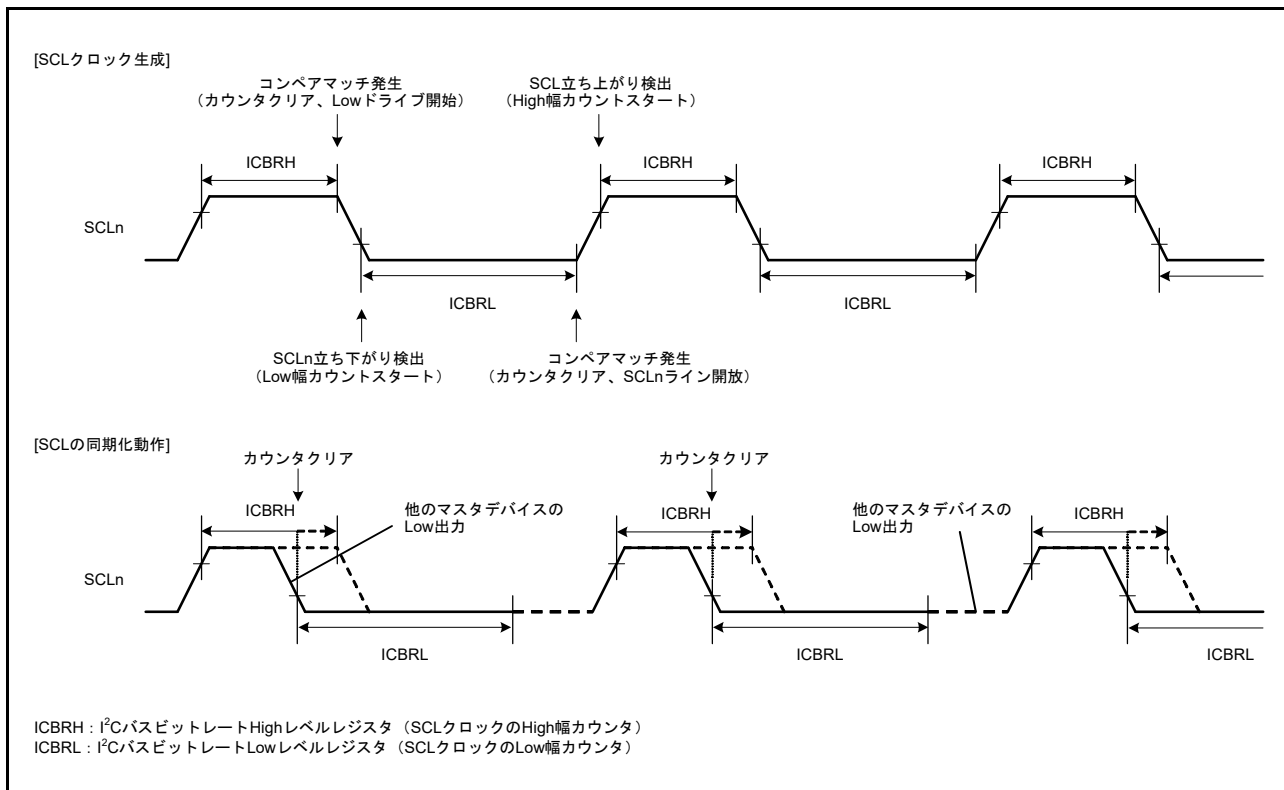 [SCLクロック生成]
コンペアマッチ発生
（カウンタクリア、Lowドライブ開始）
SCL立ち上がり検出
（High幅カウントスタート）
ICBRH
ICBRH
ICBRH
SCLn
ICBRL
ICBRL
SCLn立ち下がり検出
（Low幅カウントスタート）
コンペアマッチ発生
（カウンタクリア、SCLnライン開放）
[SCLの同期化動作]
カウンタクリア
カウンタクリア
ICBRH
他のマスタデバイスの
Low出力
ICBRH
他のマスタデバイスの
Low出力
ICBRH
SCLn
ICBRL
ICBRL
ICBRL
ICBRH : I²CバスビットレートHighレベルレジスタ（SCLクロックのHigh幅カウンタ）
ICBRL : I²CバスビットレートLowレベルレジスタ（SCLクロックのLow幅カウンタ）